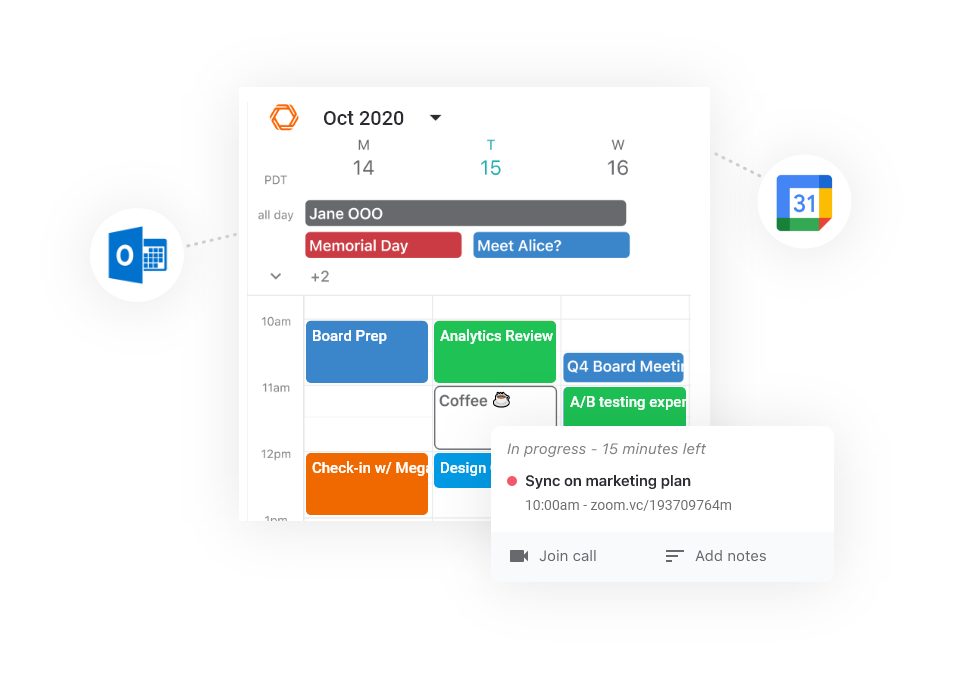 Oct 2020
M
T
W
14
15
16
PDT
all day
Jane OOO
Memorial Day
Meet Alice?
+2
10am
Board Prep
Analytics Review
Q4 Board Meetin
11am
Coffee ☕
A/B testing exper
12pm
Check-in w/ Mega
Design
1pm
In progress - 15 minutes left
Sync on marketing plan
10:00am - zoom.vc/193709764m
Join call
Add notes
O
31